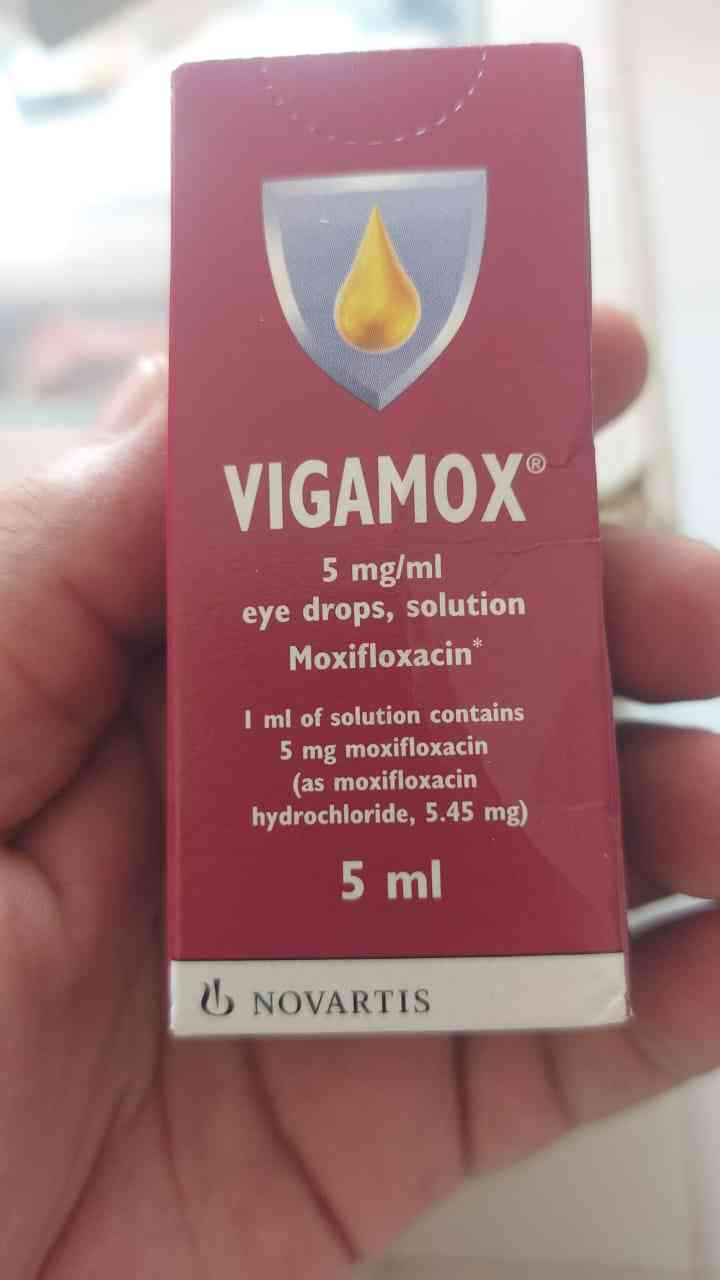 VIGAMOX®
5 mg/ml
eye drops, solution
Moxifloxacin*
1 ml of solution contains
5 mg moxifloxacin
(as moxifloxacin
hydrochloride, 5.45 mg)
5 ml
NOVARTIS